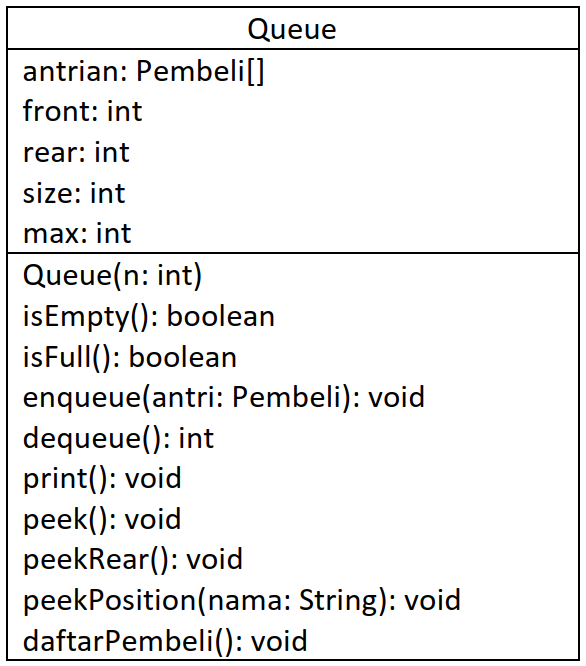 Queue
antrian: Pembeli[]
front: int
rear: int
size: int
max: int
Queue(n: int)
isEmpty(): boolean
isFull(): boolean
enqueue(antri: Pembeli): void
dequeue(): int
print(): void
peek(): void
peekRear(): void
peekPosition(nama: String): void
daftarPembeli(): void